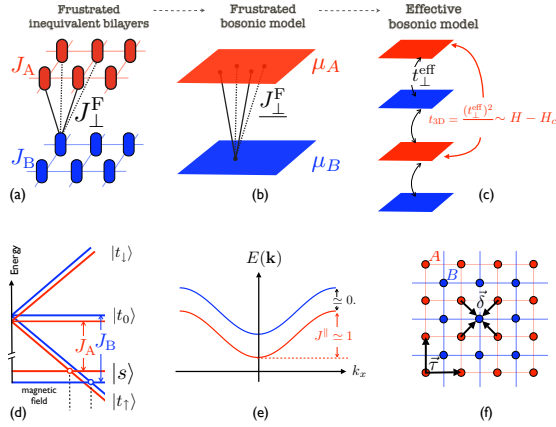 Frustrated
inequivalent bilayers
Frustrated
bosonic model
Effective
bosonic model
J_A
J_⊥^F
J_B
(a)
μ_A
J_⊥^F
μ_B
(b)
t_⊥^eff
t_3D = (t_⊥^eff)^2 ~ H − H_c
(c)
Energy
|t_↓⟩
|t_0⟩
J_A
J_B
|s⟩
|t_↑⟩
magnetic
field
(d)
E(k)
≃ 0.
J^∥ ≃ 1
k_x
(e)
A
B
δ⃗
τ⃗
(f)